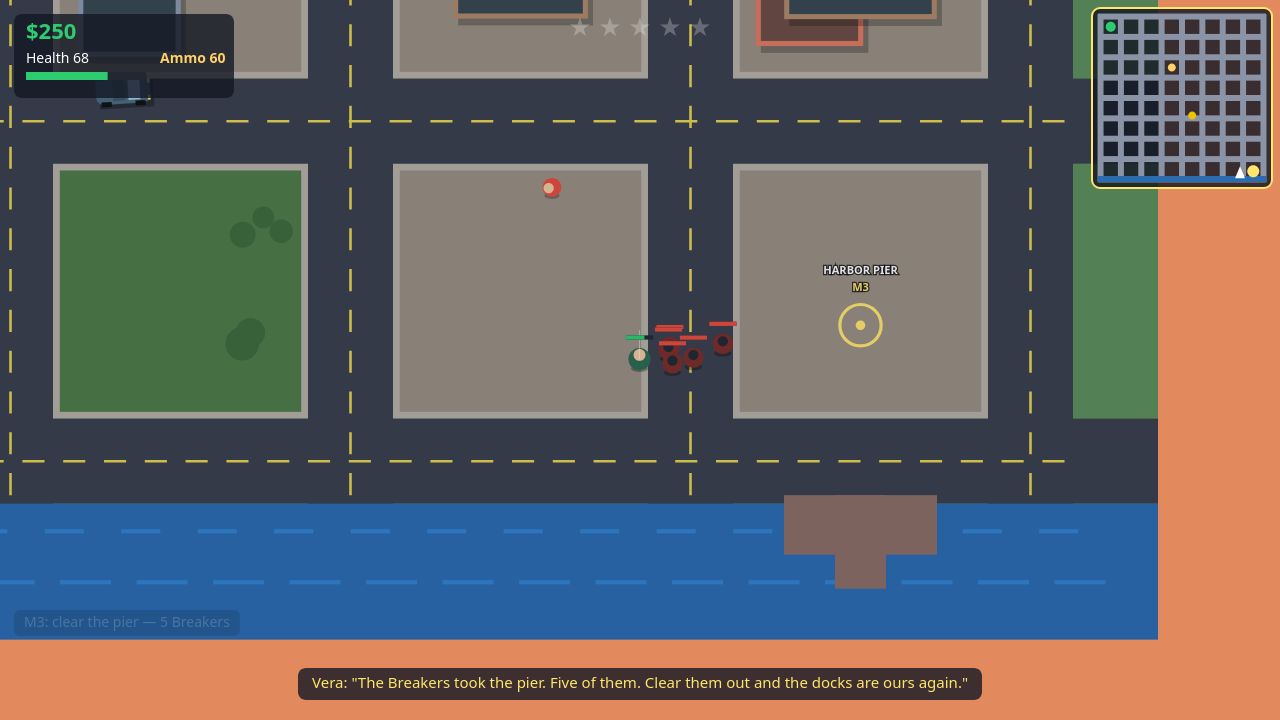 $250
Health 68 Ammo 60
HARBOR PIER
M3
M3: clear the pier — 5 Breakers
Vera: "The Breakers took the pier. Five of them. Clear them out and the docks are ours again."